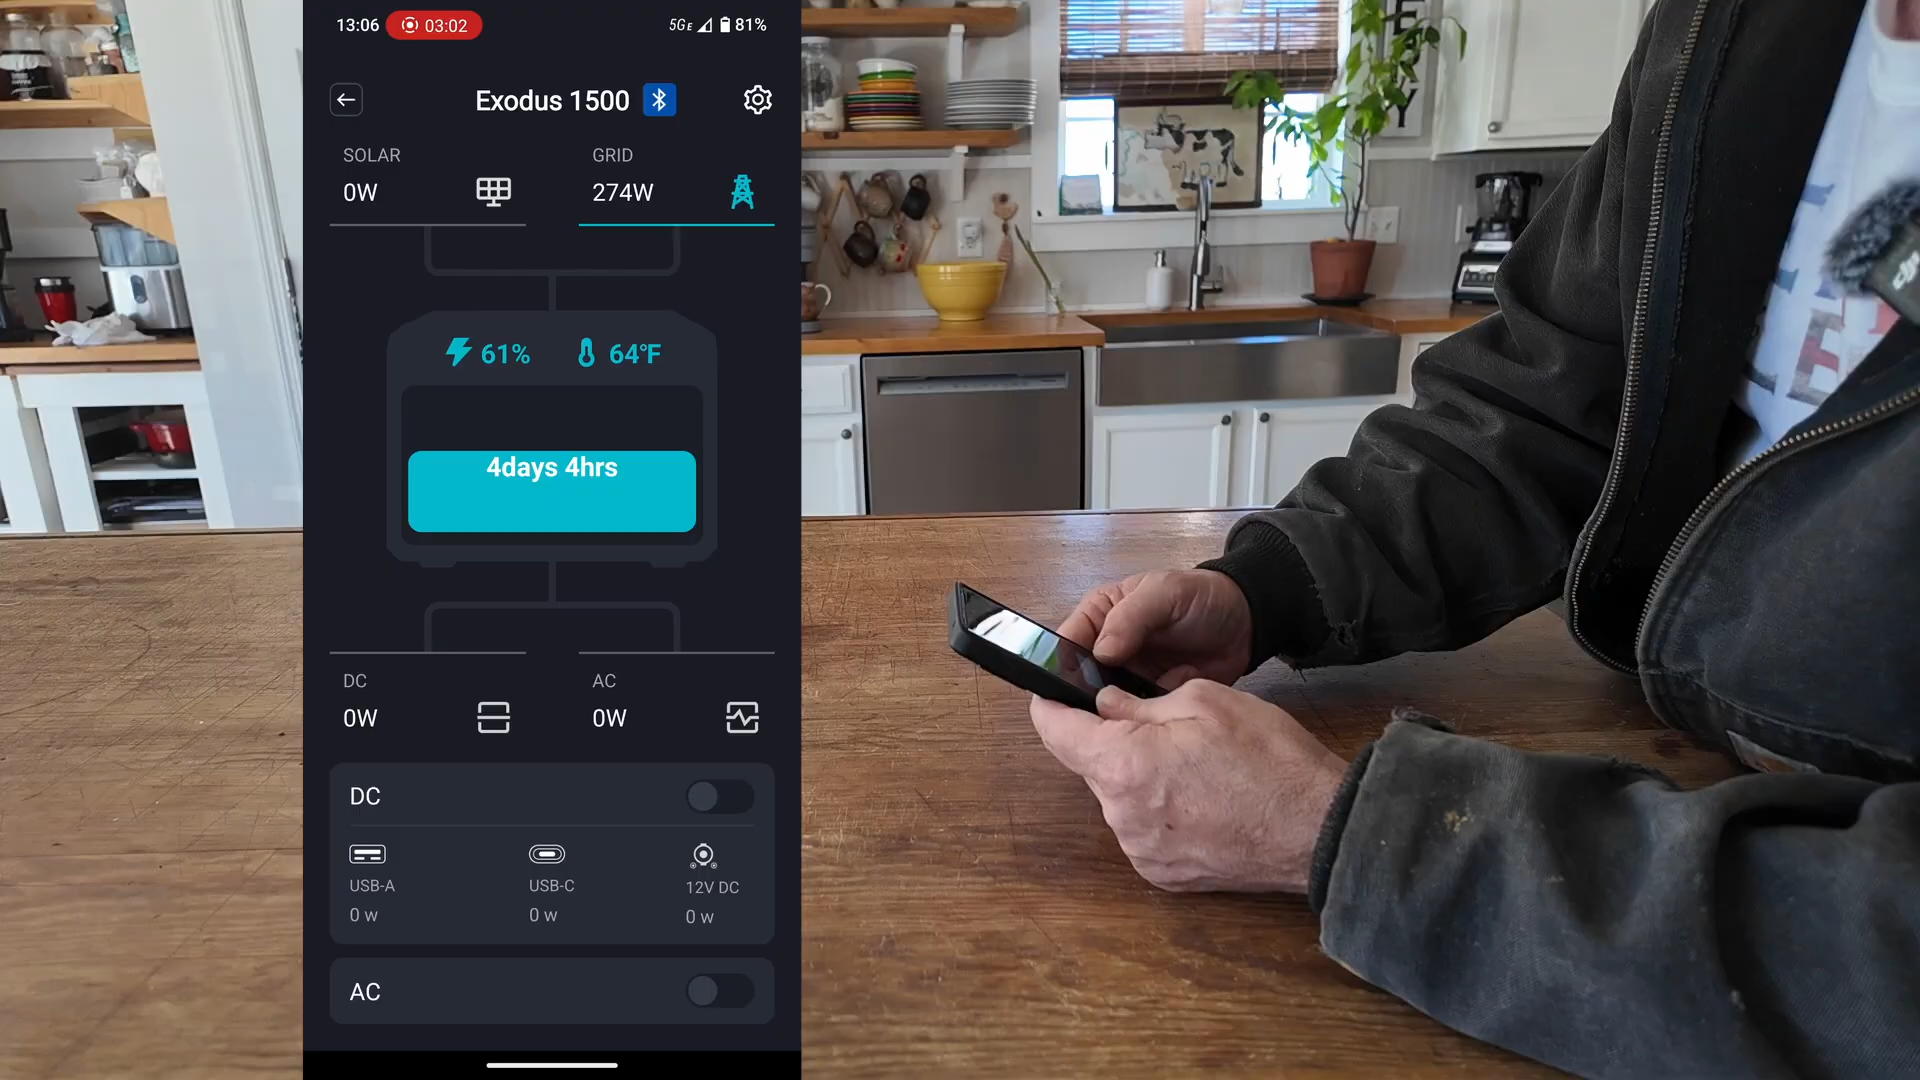 13:06 03:02 5GE 81%
Exodus 1500
SOLAR GRID
0W 274W
61% 64°F
4days 4hrs
DC AC
0W 0W
DC
USB-A USB-C 12V DC
0 w 0 w 0 w
AC